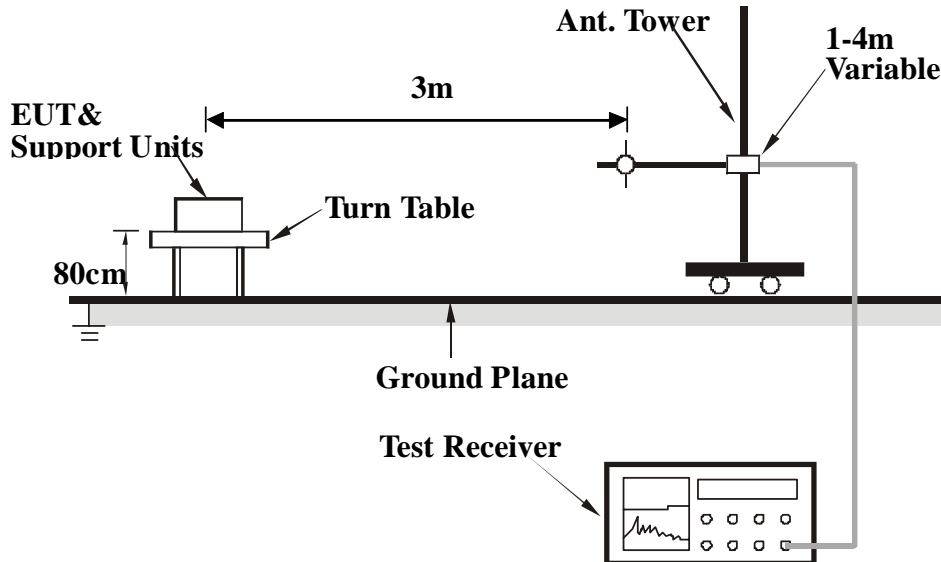 Ant. Tower
1-4m
Variable
3m
EUT&
Support Units
Turn Table
80cm
Ground Plane
Test Receiver